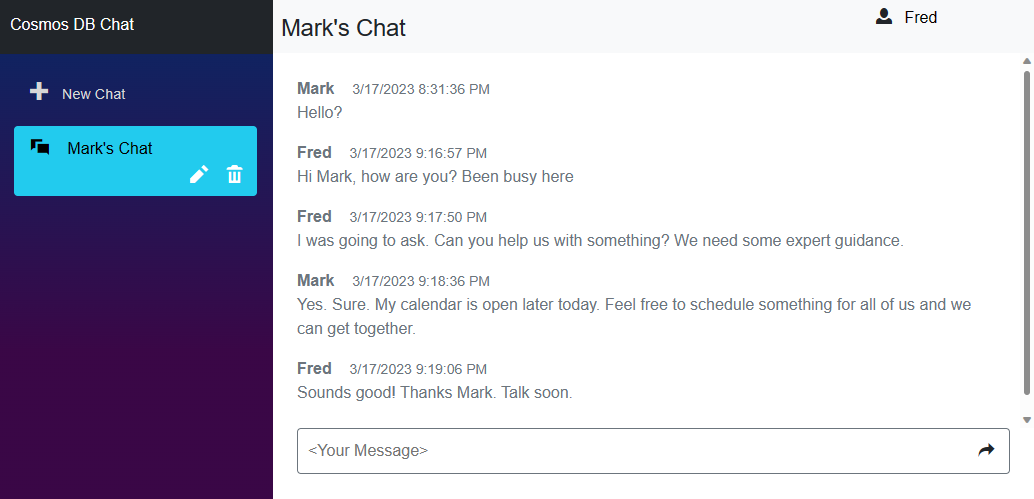 Cosmos DB Chat
New Chat
Mark's Chat
Mark's Chat
Fred
Mark 3/17/2023 8:31:36 PM
Hello?
Fred 3/17/2023 9:16:57 PM
Hi Mark, how are you? Been busy here
Fred 3/17/2023 9:17:50 PM
I was going to ask. Can you help us with something? We need some expert guidance.
Mark 3/17/2023 9:18:36 PM
Yes. Sure. My calendar is open later today. Feel free to schedule something for all of us and we
can get together.
Fred 3/17/2023 9:19:06 PM
Sounds good! Thanks Mark. Talk soon.
<Your Message>